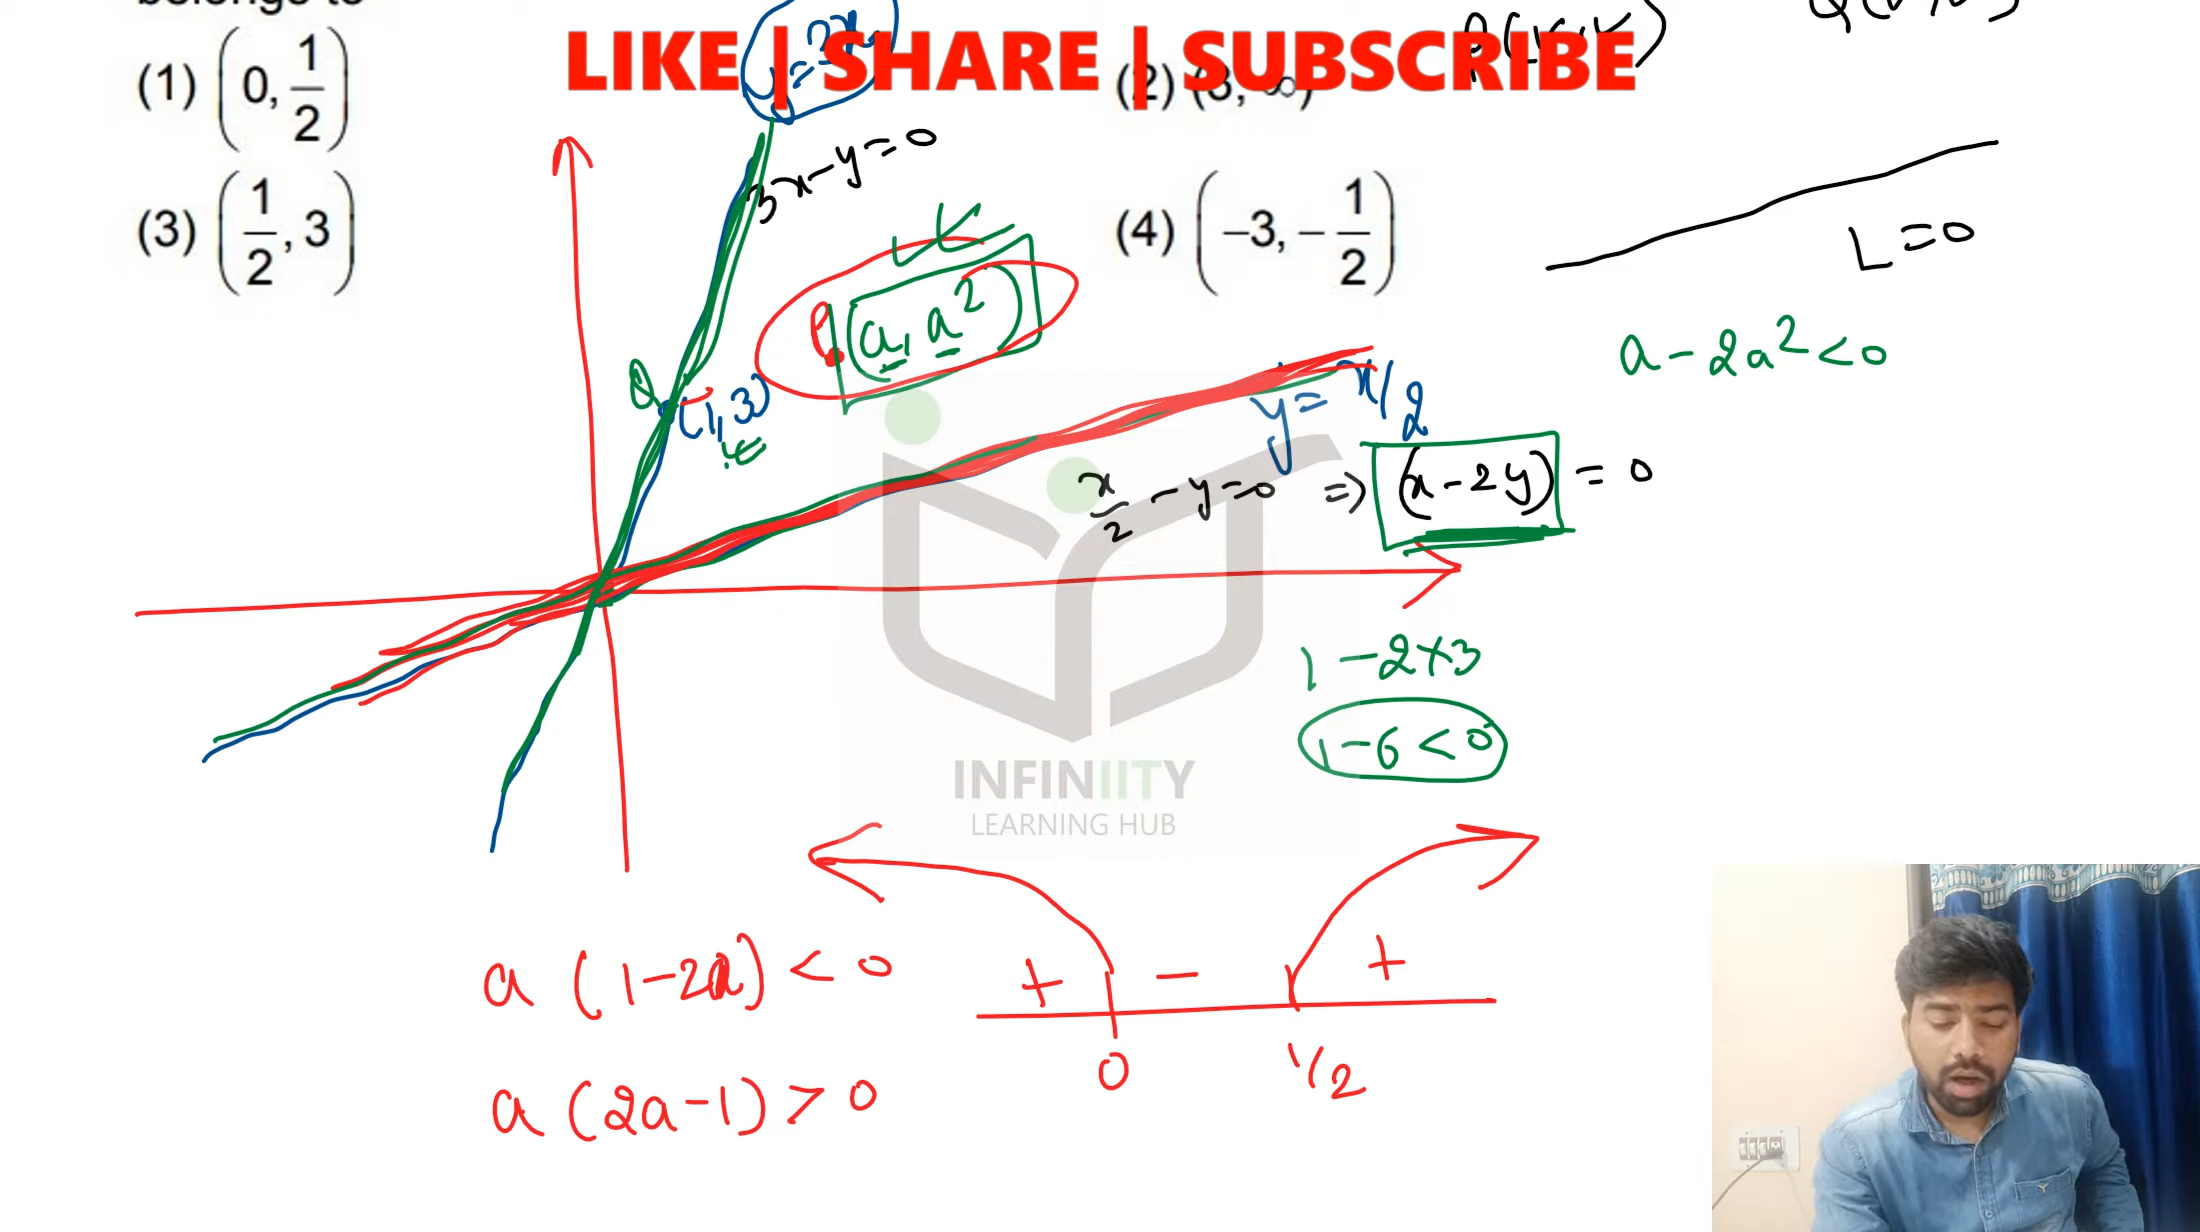 belongs to
LIKE | SHARE | SUBSCRIBE
(1) (0, 1/2)
(2) (3, ∞)
y = 3x
3x-y=0
(3) (1/2, 3)
(4) (-3, -1/2)
L=0
P(a, a²)
a-2a²<0
Q (1,3)
y = x/2
x/2 -y=0 ⇒ (x-2y) = 0
1-2×3
1-6<0
INFINIITY
LEARNING HUB
a (1-2a) < 0
+ - +
0 1/2
a (2a-1) > 0